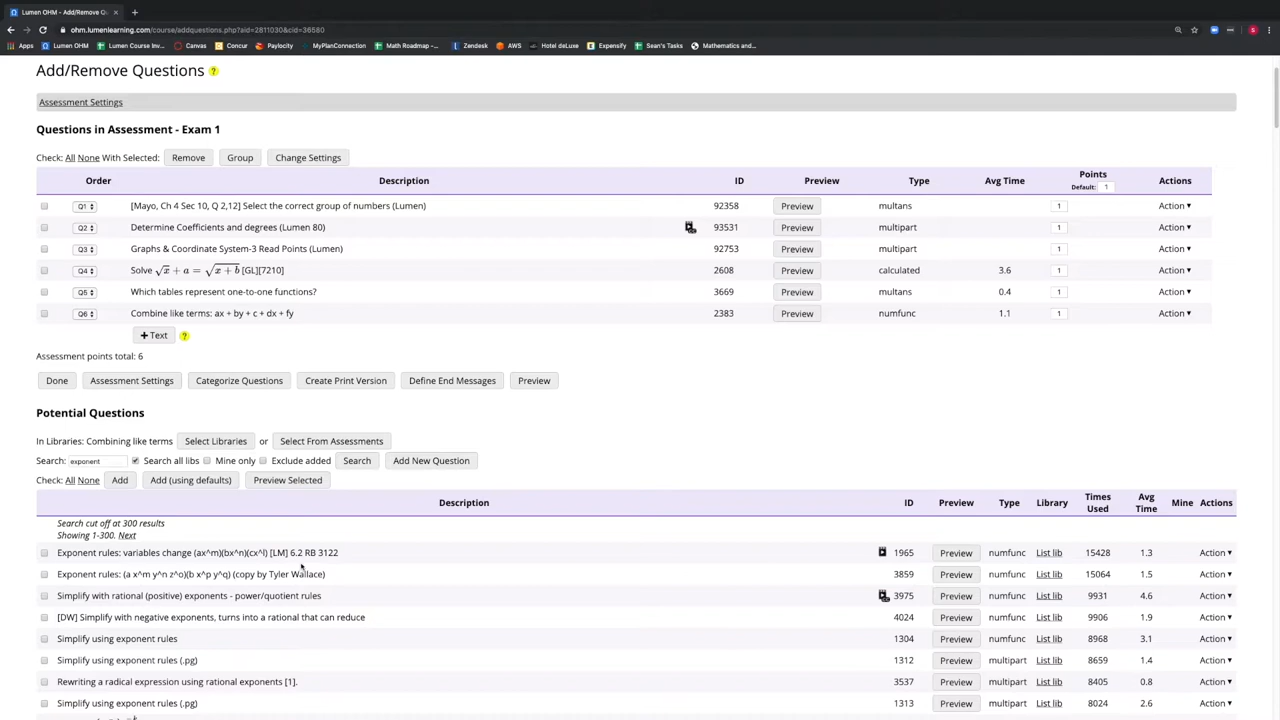 Lumen OHM - Add/Remove Q
ohm.lumenlearning.com/course/addquestions.php?aid=2811030&cid=36580
Apps Lumen OHM Lumen Course Inv... Canvas Concur Paylocity MyPlanConnection Math Roadmap -... Zendesk AWS Hotel deLuxe Expensify Sean's Tasks Mathematics and...
Add/Remove Questions ?
Assessment Settings
Questions in Assessment - Exam 1
Check: All None With Selected: Remove Group Change Settings
Order Description ID Preview Type Avg Time Points Default: 1 Actions
Q1 [Mayo, Ch 4 Sec 10, Q 2,12] Select the correct group of numbers (Lumen) 92358 Preview multans 1 Action▼
Q2 Determine Coefficients and degrees (Lumen 80) 93531 Preview multipart 1 Action▼
Q3 Graphs & Coordinate System-3 Read Points (Lumen) 92753 Preview multipart 1 Action▼
Q4 Solve √x + a = √(x + b) [GL][7210] 2608 Preview calculated 3.6 1 Action▼
Q5 Which tables represent one-to-one functions? 3669 Preview multans 0.4 1 Action▼
Q6 Combine like terms: ax + by + c + dx + fy 2383 Preview numfunc 1.1 1 Action▼
+ Text ?
Assessment points total: 6
Done Assessment Settings Categorize Questions Create Print Version Define End Messages Preview
Potential Questions
In Libraries: Combining like terms Select Libraries or Select From Assessments
Search: exponent Search all libs Mine only Exclude added Search Add New Question
Check: All None Add Add (using defaults) Preview Selected
Description ID Preview Type Library Times Used Avg Time Mine Actions
Search cut off at 300 results
Showing 1-300. Next
Exponent rules: variables change (ax^m)(bx^n)(cx^l) [LM] 6.2 RB 3122 1965 Preview numfunc List lib 15428 1.3 Action▼
Exponent rules: (a x^m y^n z^o)(b x^p y^q) (copy by Tyler Wallace) 3859 Preview numfunc List lib 15064 1.5 Action▼
Simplify with rational (positive) exponents - power/quotient rules 3975 Preview numfunc List lib 9931 4.6 Action▼
[DW] Simplify with negative exponents, turns into a rational that can reduce 4024 Preview numfunc List lib 9906 1.9 Action▼
Simplify using exponent rules 1304 Preview numfunc List lib 8968 3.1 Action▼
Simplify using exponent rules (.pg) 1312 Preview multipart List lib 8659 1.4 Action▼
Rewriting a radical expression using rational exponents [1]. 3537 Preview multipart List lib 8405 0.8 Action▼
Simplify using exponent rules (.pg) 1313 Preview multipart List lib 8024 2.6 Action▼